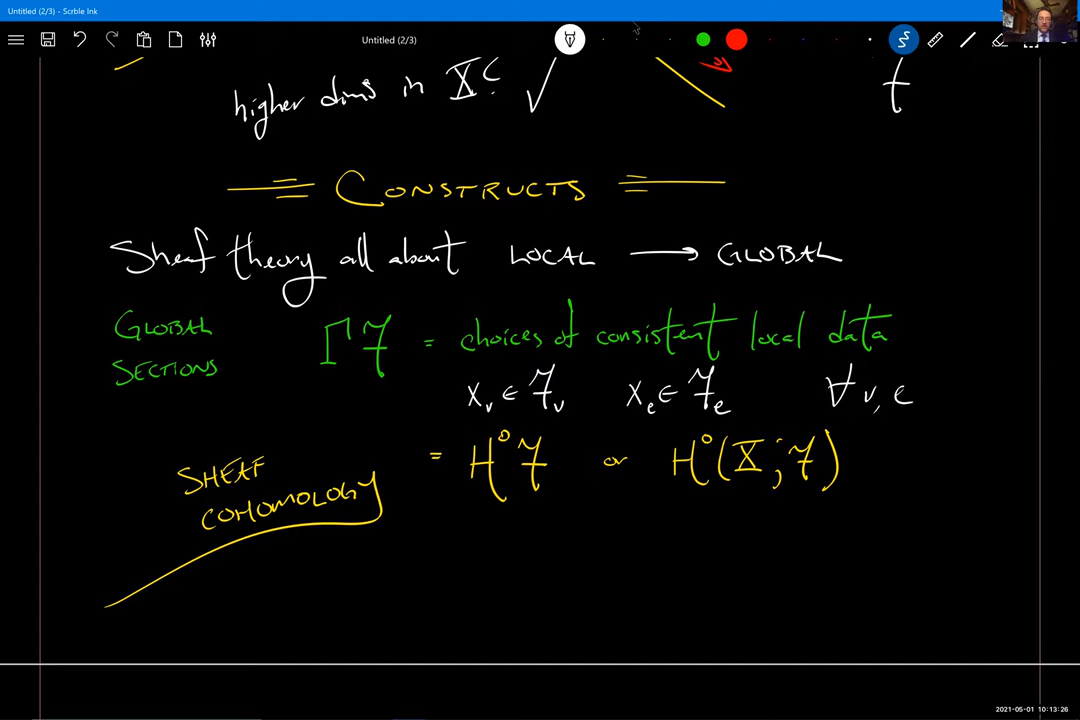 Untitled (2/3) - Scrble Ink
Untitled (2/3)
higher dims in X? ✓
t
CONSTRUCTS
Sheaf theory all about LOCAL → GLOBAL
GLOBAL SECTIONS
ΓF = choices of consistent local data
x_v ∈ F_v x_e ∈ F_e ∀ v, e
= H⁰F or H⁰(X; F)
SHEAF
COHOMOLOGY
2021-05-01 10:13:26